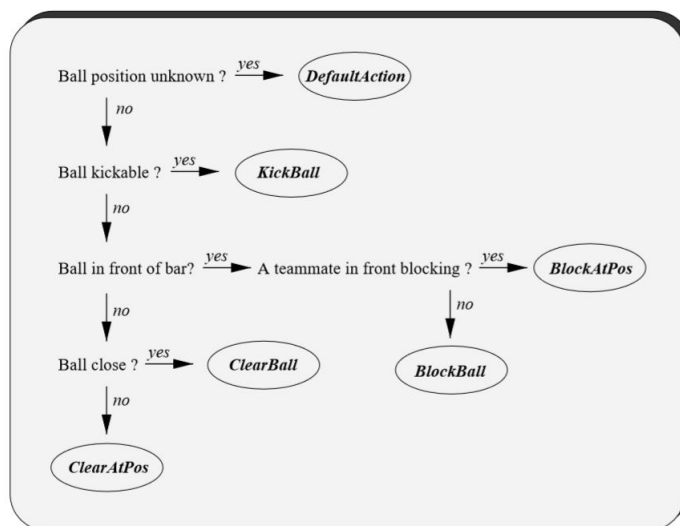 Ball position unknown ? yes DefaultAction
no
Ball kickable ? yes KickBall
no
Ball in front of bar? yes A teammate in front blocking ? yes BlockAtPos
no no
Ball close ? yes ClearBall BlockBall
no
ClearAtPos